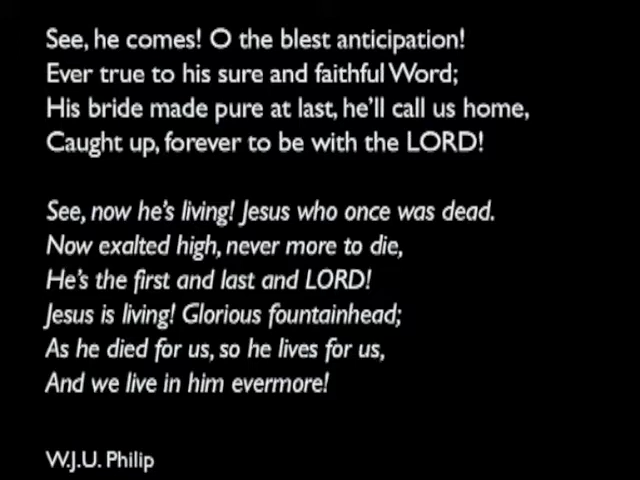 See, he comes! O the blest anticipation!
Ever true to his sure and faithful Word;
His bride made pure at last, he'll call us home,
Caught up, forever to be with the LORD!
See, now he's living! Jesus who once was dead.
Now exalted high, never more to die,
He's the first and last and LORD!
Jesus is living! Glorious fountainhead;
As he died for us, so he lives for us,
And we live in him evermore!
W.J.U. Philip